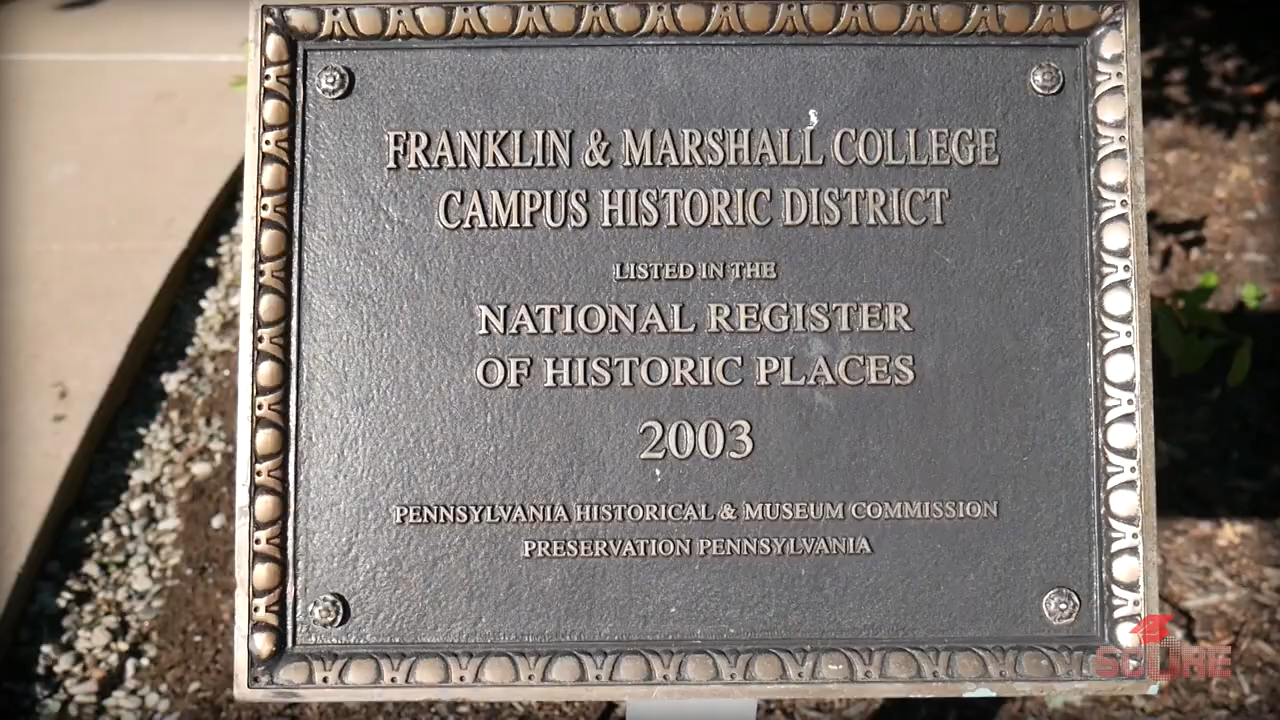 FRANKLIN & MARSHALL COLLEGE
CAMPUS HISTORIC DISTRICT
LISTED IN THE
NATIONAL REGISTER
OF HISTORIC PLACES
2003
PENNSYLVANIA HISTORICAL & MUSEUM COMMISSION
PRESERVATION PENNSYLVANIA